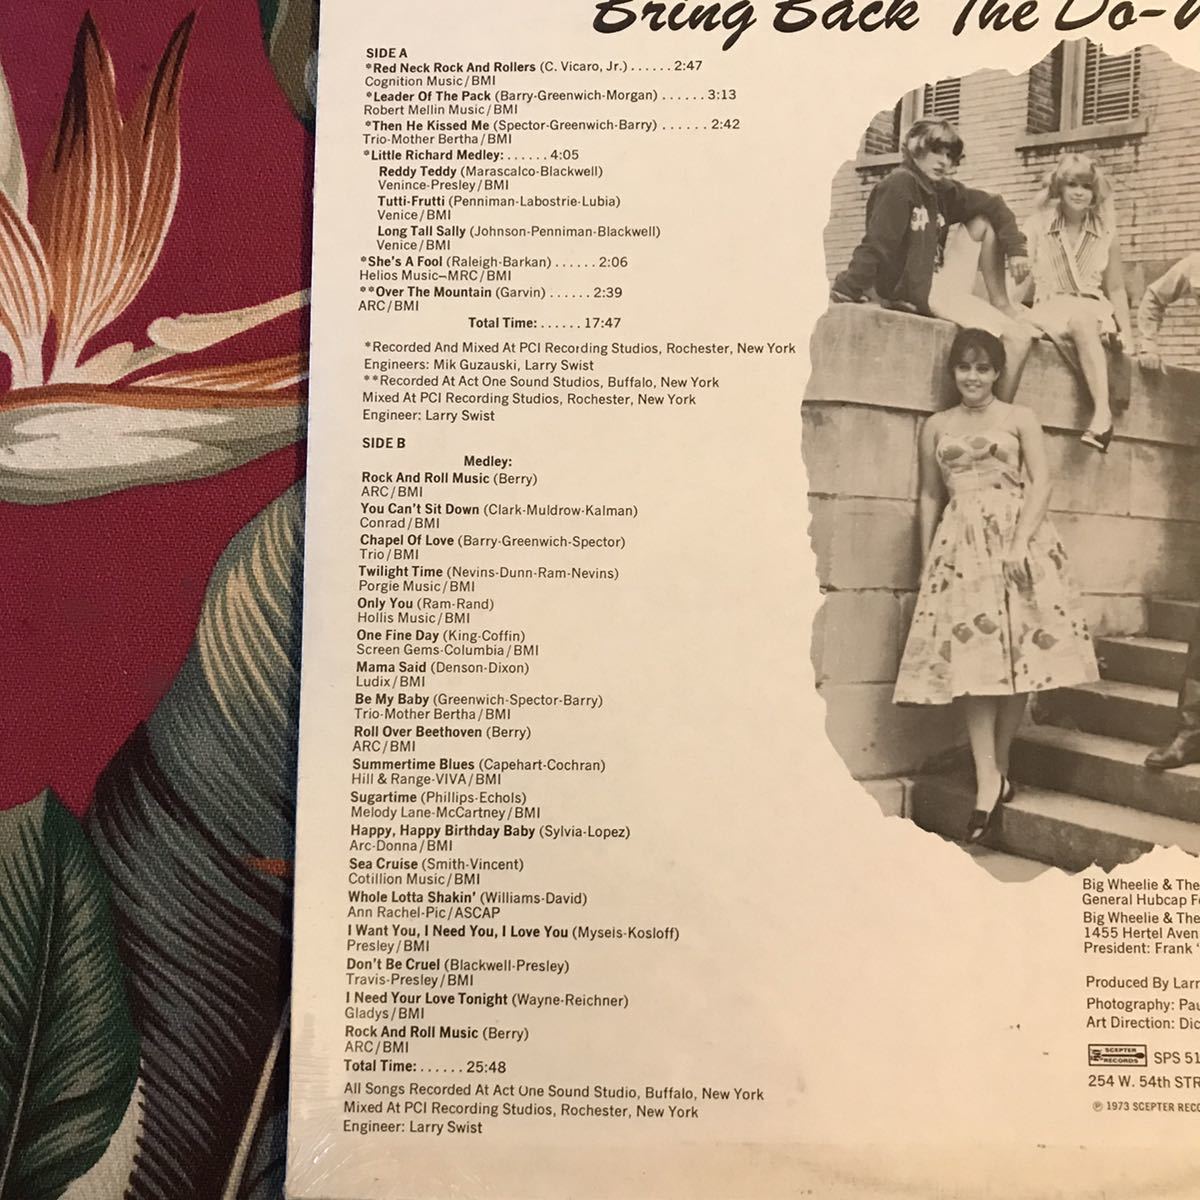 Bring Back The Do-
SIDE A
*Red Neck Rock And Rollers (C. Vicaro, Jr.) ...... 2:47
Cognition Music/BMI
*Leader Of The Pack (Barry-Greenwich-Morgan) ...... 3:13
Robert Mellin Music/BMI
*Then He Kissed Me (Spector-Greenwich-Barry) ...... 2:42
Trio-Mother Bertha/BMI
*Little Richard Medley: ...... 4:05
Reddy Teddy (Marascalco-Blackwell)
Venince-Presley/BMI
Tutti-Frutti (Penniman-Labostrie-Lubia)
Venice/BMI
Long Tall Sally (Johnson-Penniman-Blackwell)
Venice/BMI
*She's A Fool (Raleigh-Barkan) ...... 2:06
Helios Music–MRC/BMI
**Over The Mountain (Garvin) ...... 2:39
ARC/BMI
Total Time: ...... 17:47
*Recorded And Mixed At PCI Recording Studios, Rochester, New York
Engineers: Mik Guzauski, Larry Swist
**Recorded At Act One Sound Studios, Buffalo, New York
Mixed At PCI Recording Studios, Rochester, New York
Engineer: Larry Swist
SIDE B
Medley:
Rock And Roll Music (Berry)
ARC/BMI
You Can't Sit Down (Clark-Muldrow-Kalman)
Conrad/BMI
Chapel Of Love (Barry-Greenwich-Spector)
Trio/BMI
Twilight Time (Nevins-Dunn-Ram-Nevins)
Porgie Music/BMI
Only You (Ram-Rand)
Hollis Music/BMI
One Fine Day (King-Coffin)
Screen Gems-Columbia/BMI
Mama Said (Denson-Dixon)
Ludix/BMI
Be My Baby (Greenwich-Spector-Barry)
Trio-Mother Bertha/BMI
Roll Over Beethoven (Berry)
ARC/BMI
Summertime Blues (Capehart-Cochran)
Hill & Range-VIVA/BMI
Sugartime (Phillips-Echols)
Melody Lane-McCartney/BMI
Happy, Happy Birthday Baby (Sylvia-Lopez)
Arc-Donna/BMI
Sea Cruise (Smith-Vincent)
Cotillion Music/BMI
Whole Lotta Shakin' (Williams-David)
Ann Rachel-Pic/ASCAP
I Want You, I Need You, I Love You (Myseis-Kosloff)
Presley/BMI
Don't Be Cruel (Blackwell-Presley)
Travis-Presley/BMI
I Need Your Love Tonight (Wayne-Reichner)
Gladys/BMI
Rock And Roll Music (Berry)
ARC/BMI
Total Time: ...... 25:48
All Songs Recorded At Act One Sound Studio, Buffalo, New York
Mixed At PCI Recording Studios, Rochester, New York
Engineer: Larry Swist
Big Wheelie & The
General Hubcap
Big Wheelie & The
1455 Hertel Aven
President: Frank
Produced By Larr
Photography: Pau
Art Direction: Dic
SCEPTER RECORDS SPS 51
254 W. 54th STR
℗ 1973 SCEPTER REC